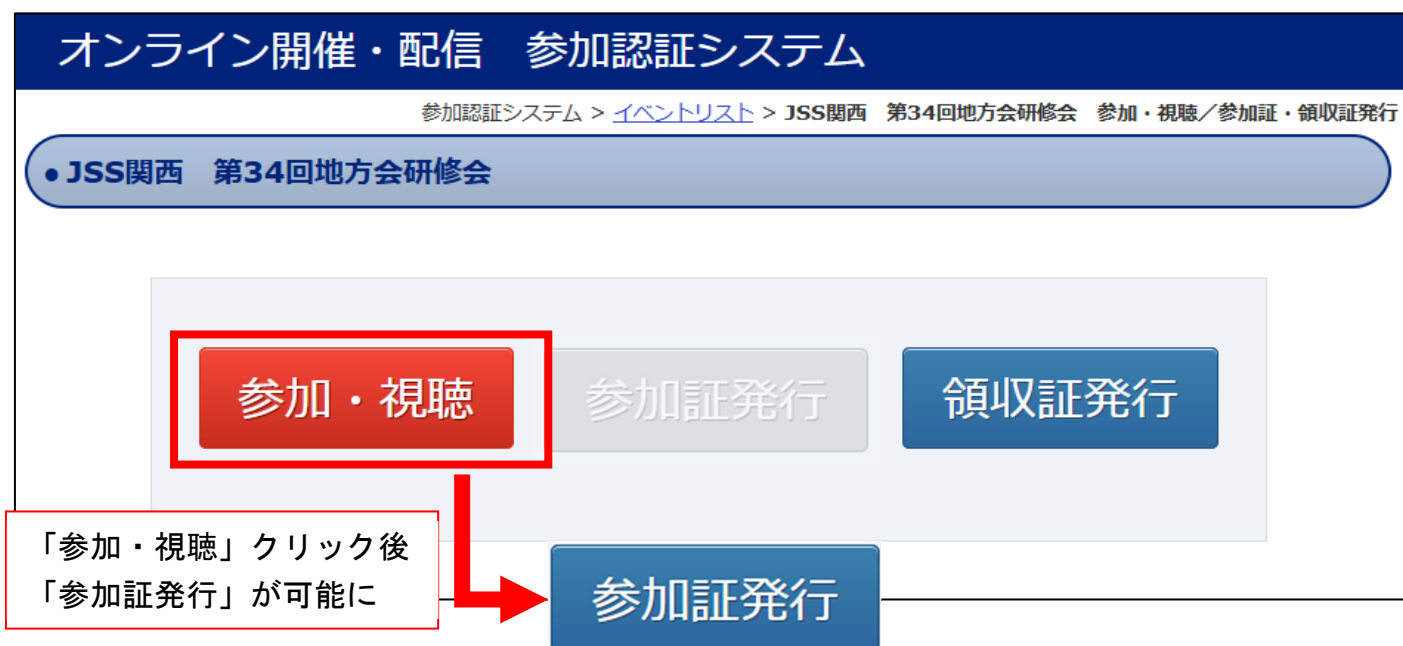 オンライン開催・配信　参加認証システム
参加認証システム > イベントリスト > JSS関西　第34回地方会研修会　参加・視聴／参加証・領収証発行
● JSS関西　第34回地方会研修会
参加・視聴
参加証発行
領収証発行
「参加・視聴」クリック後
「参加証発行」が可能に
参加証発行